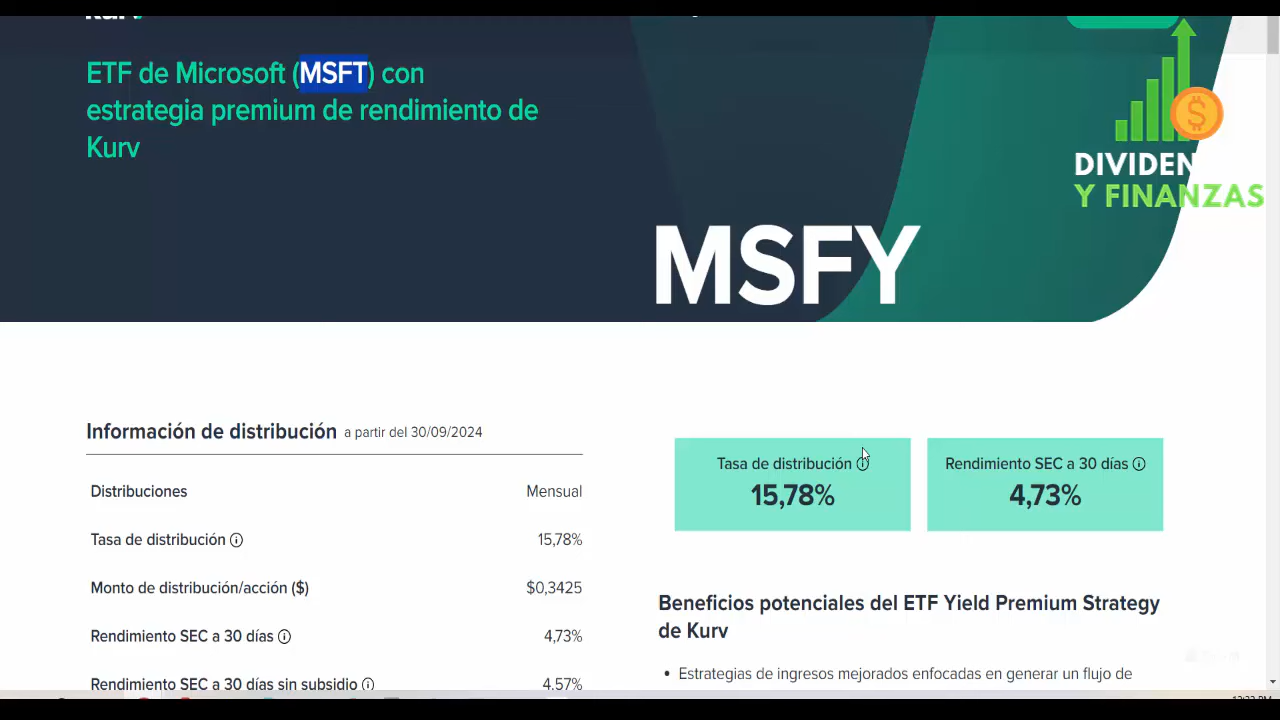 ETF de Microsoft (MSFT) con
estrategia premium de rendimiento de
Kurv
DIVIDEN
Y FINANZAS
MSFY
Información de distribución a partir del 30/09/2024
Distribuciones Mensual
Tasa de distribución 15,78%
Monto de distribución/acción ($) $0,3425
Rendimiento SEC a 30 días 4,73%
Rendimiento SEC a 30 días sin subsidio 4,57%
Tasa de distribución
15,78%
Rendimiento SEC a 30 días
4,73%
Beneficios potenciales del ETF Yield Premium Strategy
de Kurv
• Estrategias de ingresos mejorados enfocadas en generar un flujo de